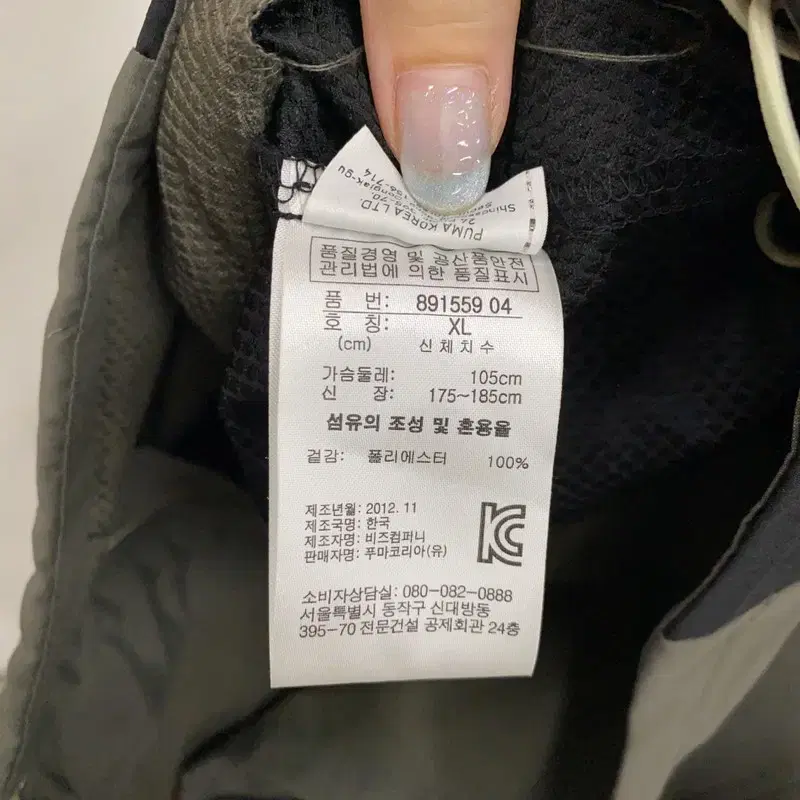 PUMA KOREA LTD.
품질경영 및 공산품안전
관리법에 의한 품질표시
품 번: 891559 04
호 칭: XL
(cm) 신체치수
가슴둘레: 105cm
신 장: 175~185cm
섬유의 조성 및 혼용율
겉감: 폴리에스터 100%
제조년월: 2012. 11
제조국명: 한국
제조자명: 비즈컴퍼니
판매자명: 푸마코리아(유)
소비자상담실: 080-082-0888
서울특별시 동작구 신대방동
395-70 전문건설 공제회관 24층